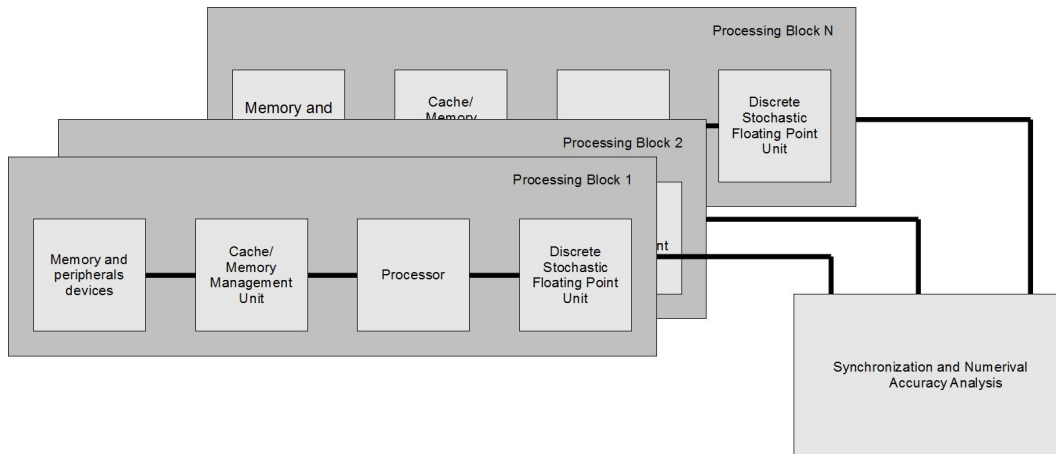 Processing Block N
Memory and
Cache/
Memory
Discrete
Stochastic
Floating Point
Unit
Processing Block 2
Processing Block 1
Memory and
peripherals
devices
Cache/
Memory
Management
Unit
Processor
Discrete
Stochastic
Floating Point
Unit
Synchronization and Numerival
Accuracy Analysis